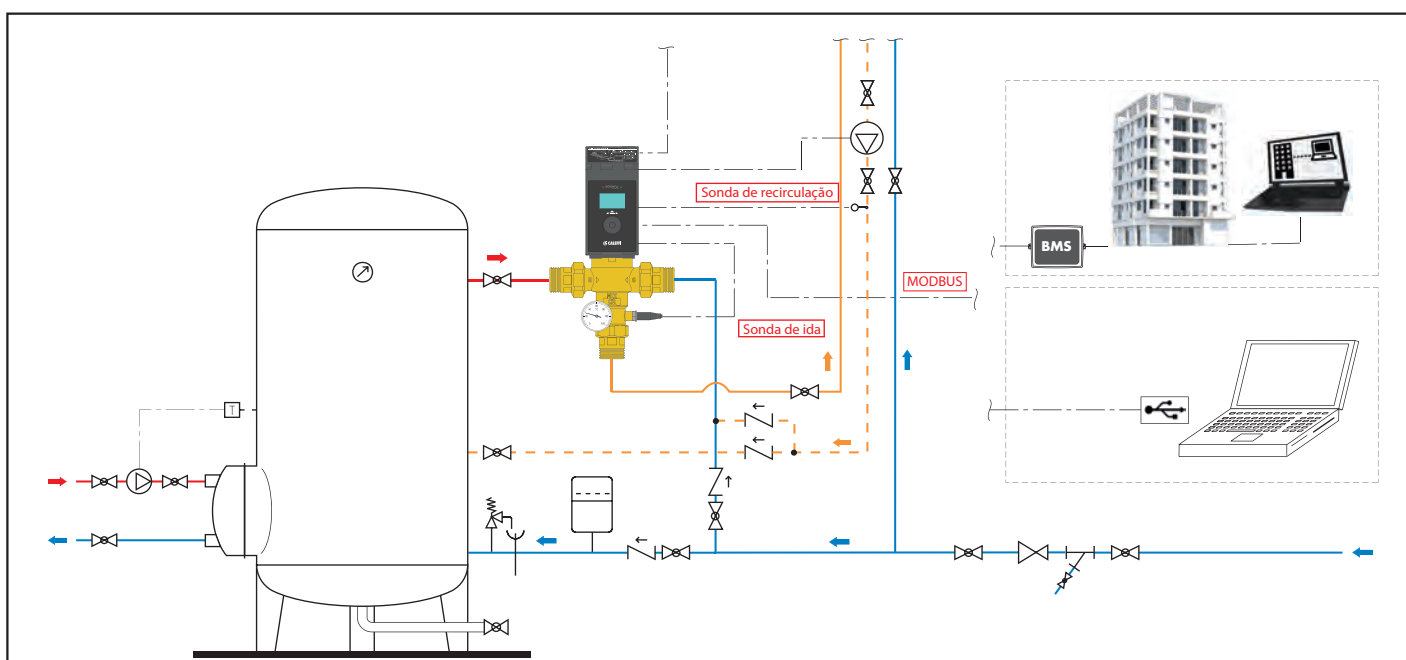 Sonda de recirculação
CALEFFI
BMS
MODBUS
Sonda de ida
T